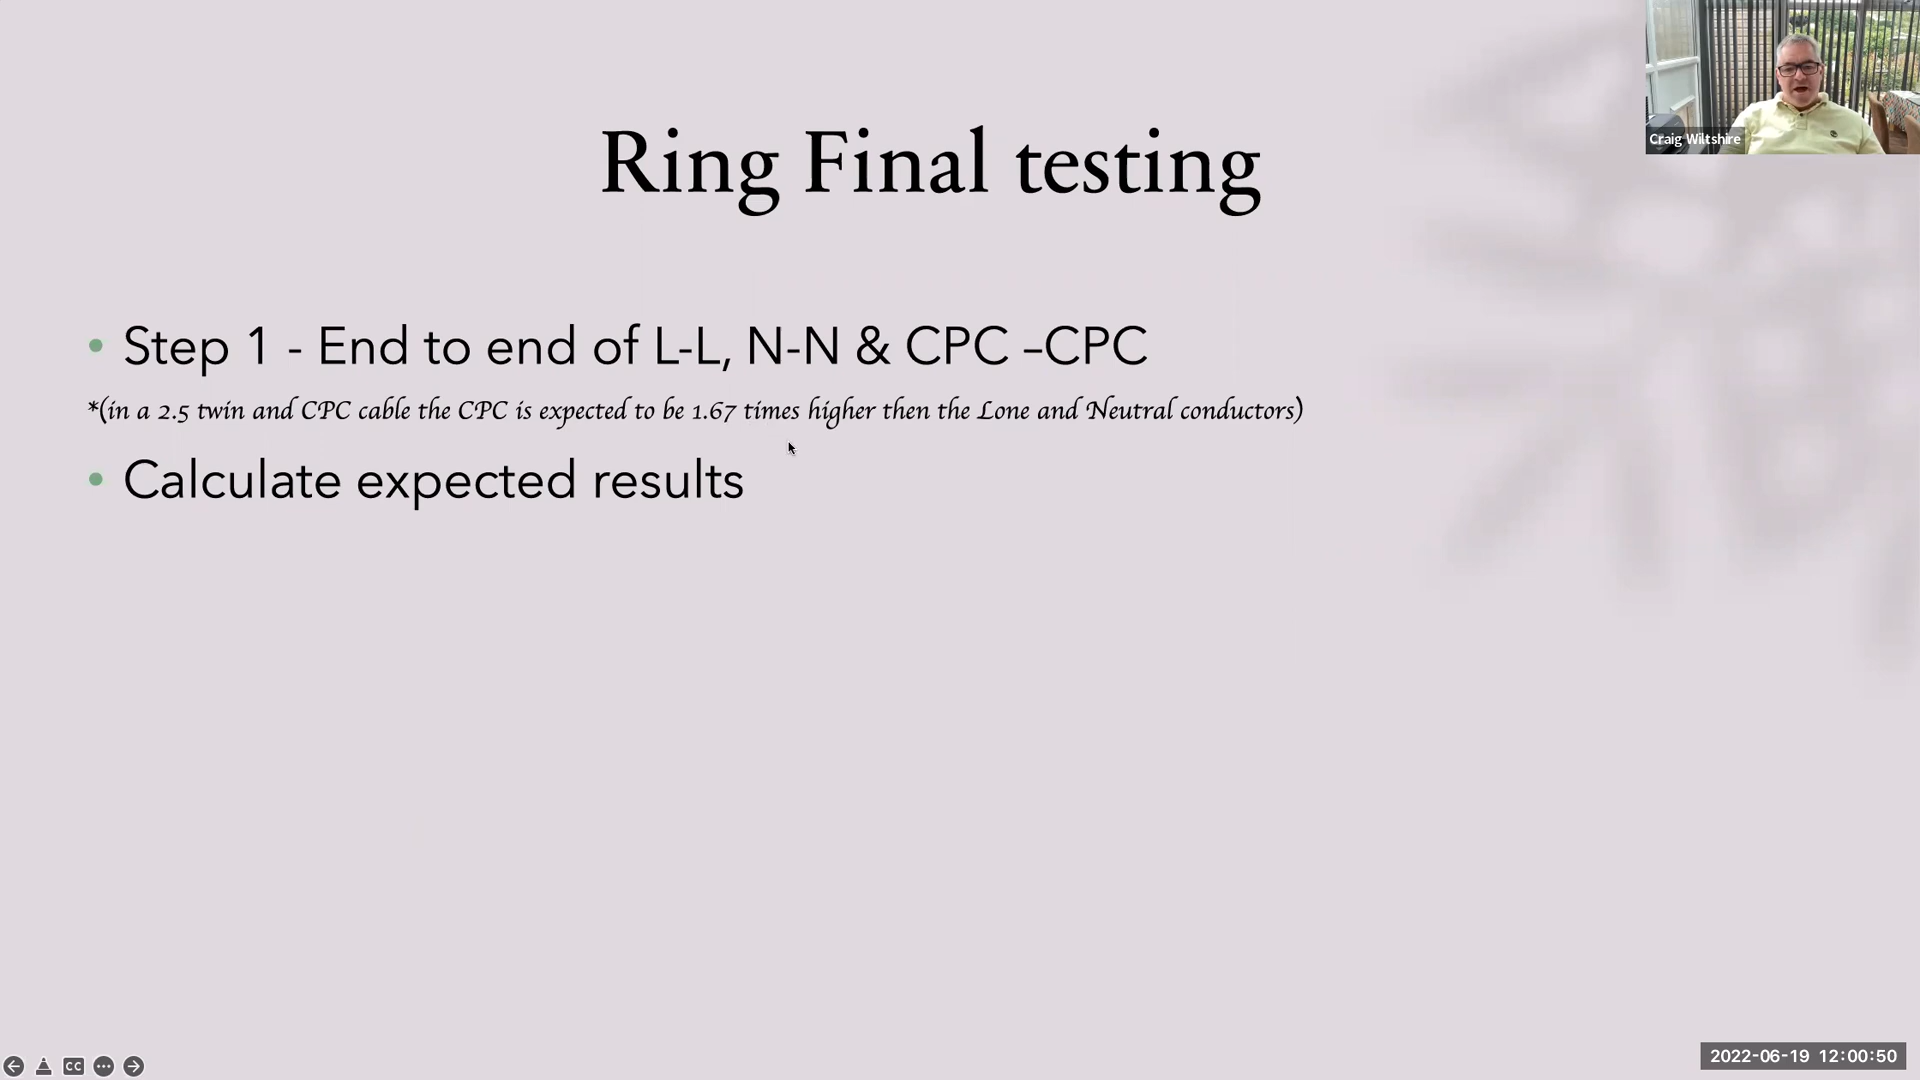 Ring Final testing
Craig Wiltshire
• Step 1 - End to end of L-L, N-N & CPC –CPC
*(in a 2.5 twin and CPC cable the CPC is expected to be 1.67 times higher then the Lone and Neutral conductors)
• Calculate expected results
CC
2022-06-19 12:00:50